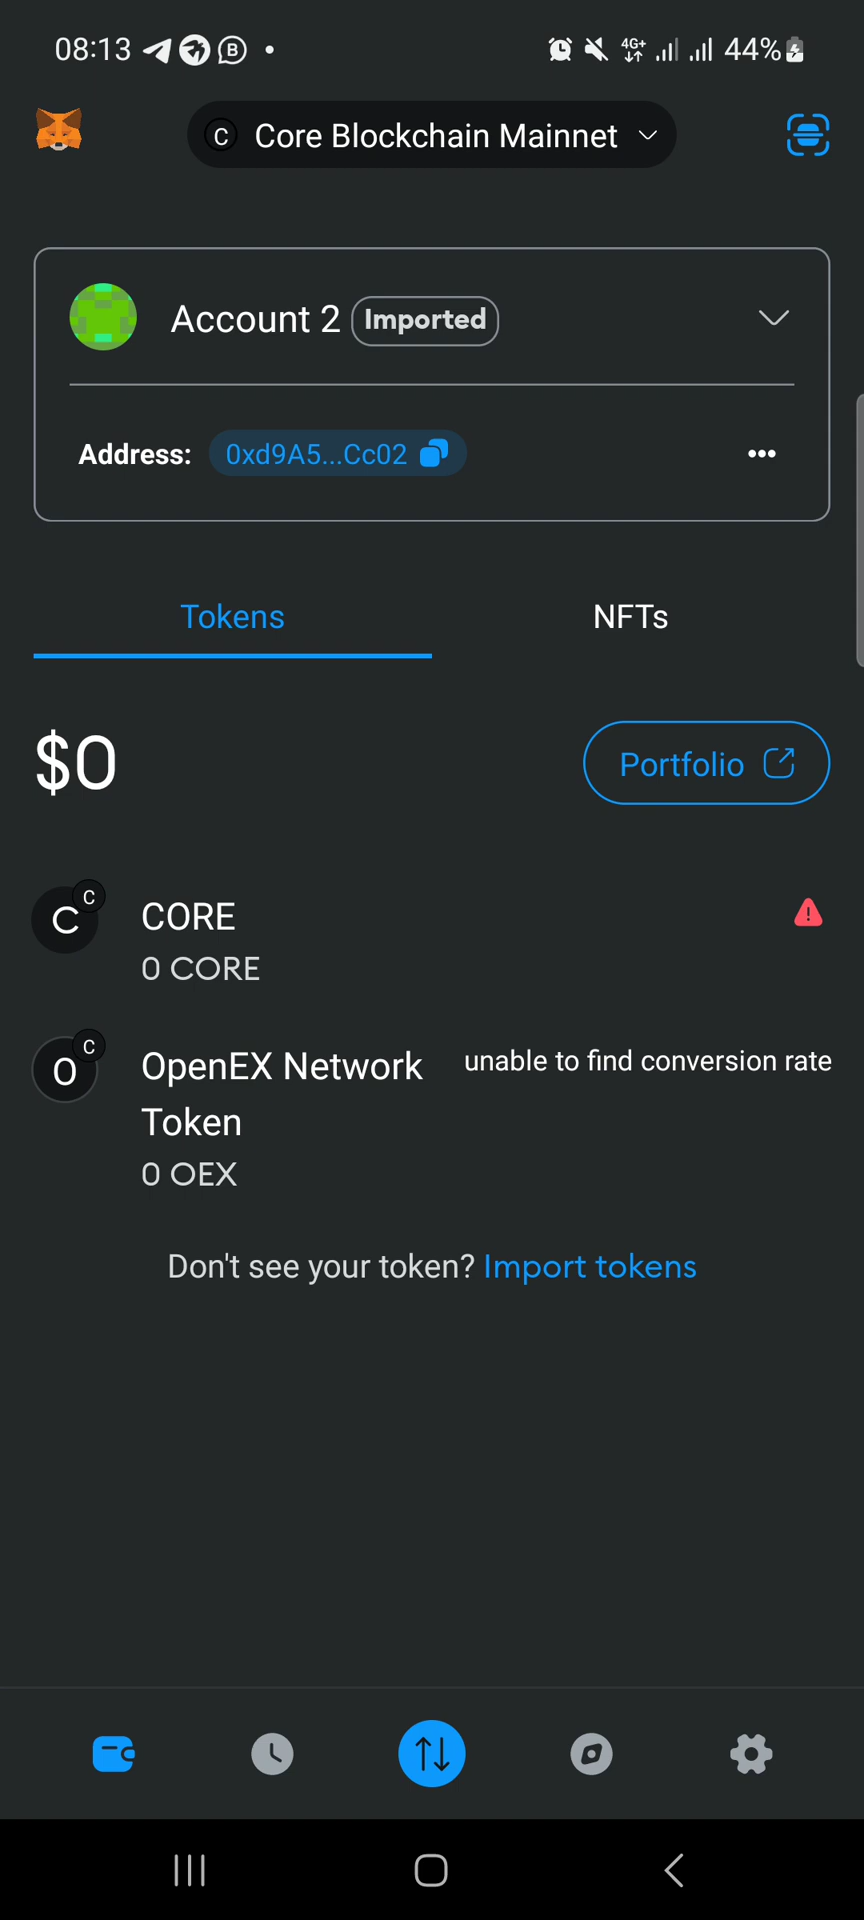 08:13
4G+ 44%
C Core Blockchain Mainnet
Account 2 Imported
Address: 0xd9A5...Cc02
Tokens NFTs
$0 Portfolio
C C CORE
0 CORE
O C OpenEX Network unable to find conversion rate
Token
0 OEX
Don't see your token? Import tokens